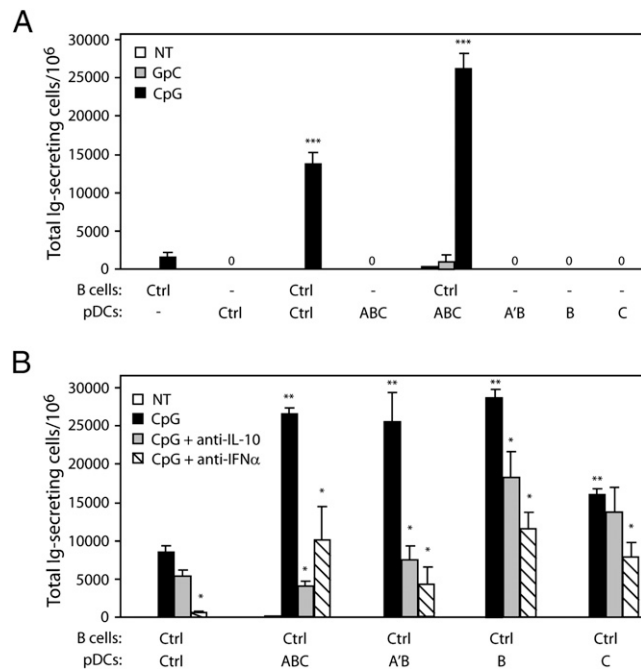 A
Total Ig-secreting cells/10⁶
30000
25000
20000
15000
10000
5000
0
NT
GpC
CpG
*** ***
0 0 0 0 0
B cells: Ctrl - Ctrl - Ctrl - - -
pDCs: - Ctrl Ctrl ABC ABC A'B B C
B
Total Ig-secreting cells/10⁶
30000
25000
20000
15000
10000
5000
0
NT
CpG
CpG + anti-IL-10
CpG + anti-IFNα
* ** * * ** * * ** * * ** *
B cells: Ctrl Ctrl Ctrl Ctrl Ctrl
pDCs: Ctrl ABC A'B B C